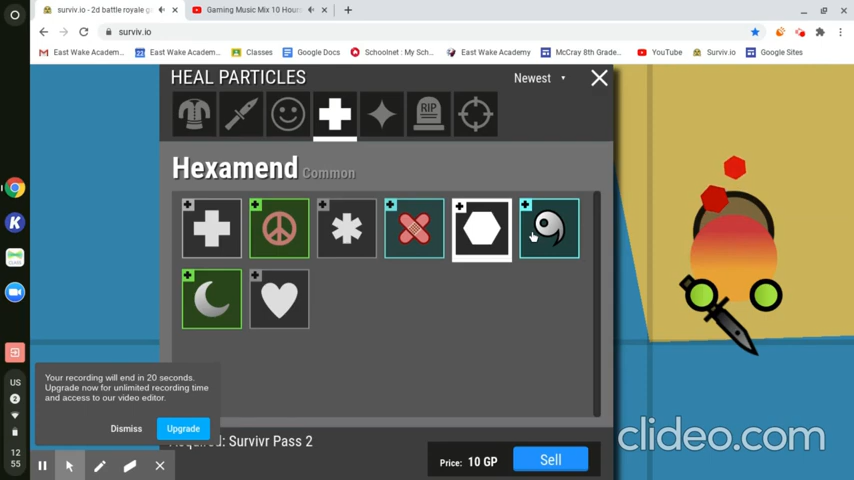 surviv.io - 2d battle royale g
Gaming Music Mix 10 Hours
surviv.io
East Wake Academ...
East Wake Academ...
Classes
Google Docs
Schoolnet : My Sch...
East Wake Academy
McCray 8th Grade...
YouTube
Surviv.io
Google Sites
HEAL PARTICLES
Newest
RIP
Hexamend Common
Your recording will end in 20 seconds.
Upgrade now for unlimited recording time
and access to our video editor.
Dismiss
Upgrade
Survivr Pass 2
Price: 10 GP
Sell
clideo.com
K
US
2
12
55